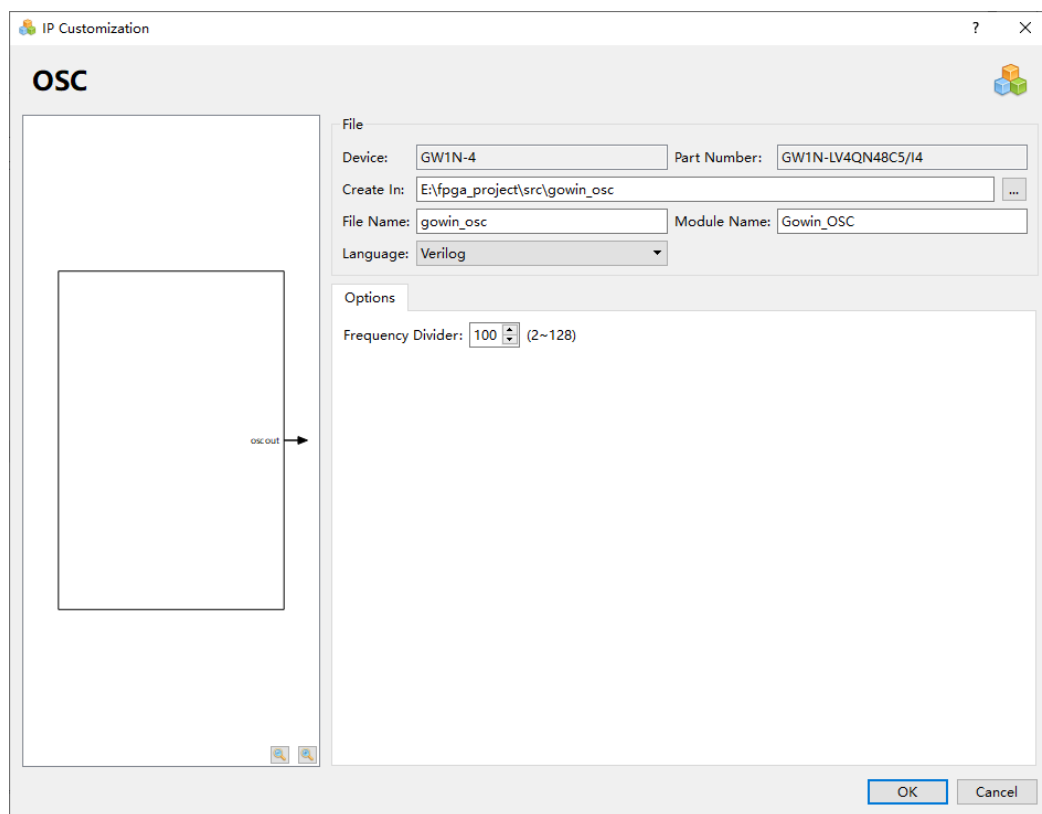 IP Customization
?
OSC
File
Device: GW1N-4 Part Number: GW1N-LV4QN48C5/I4
Create In: E:\fpga_project\src\gowin_osc ...
File Name: gowin_osc Module Name: Gowin_OSC
Language: Verilog
Options
Frequency Divider: 100 (2~128)
oscout
OK Cancel